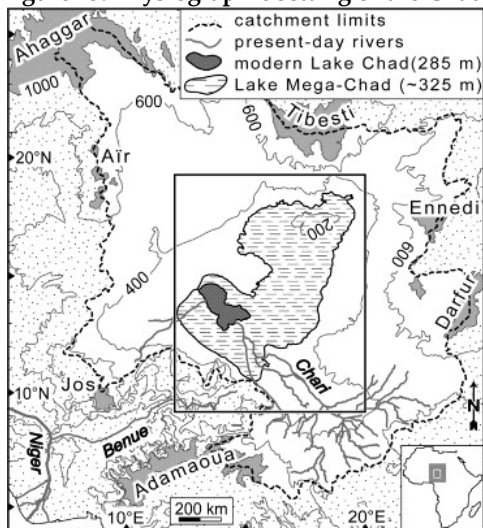 catchment limits
present-day rivers
modern Lake Chad (285 m)
Lake Mega-Chad (~325 m)
Ahaggar
1000
600
600
Tibesti
20°N
Aïr
200
Ennedi
600
400
Darfur
Jos
10°N
Chari
N
Niger
Benue
Adamaoua
200 km
10°E
20°E